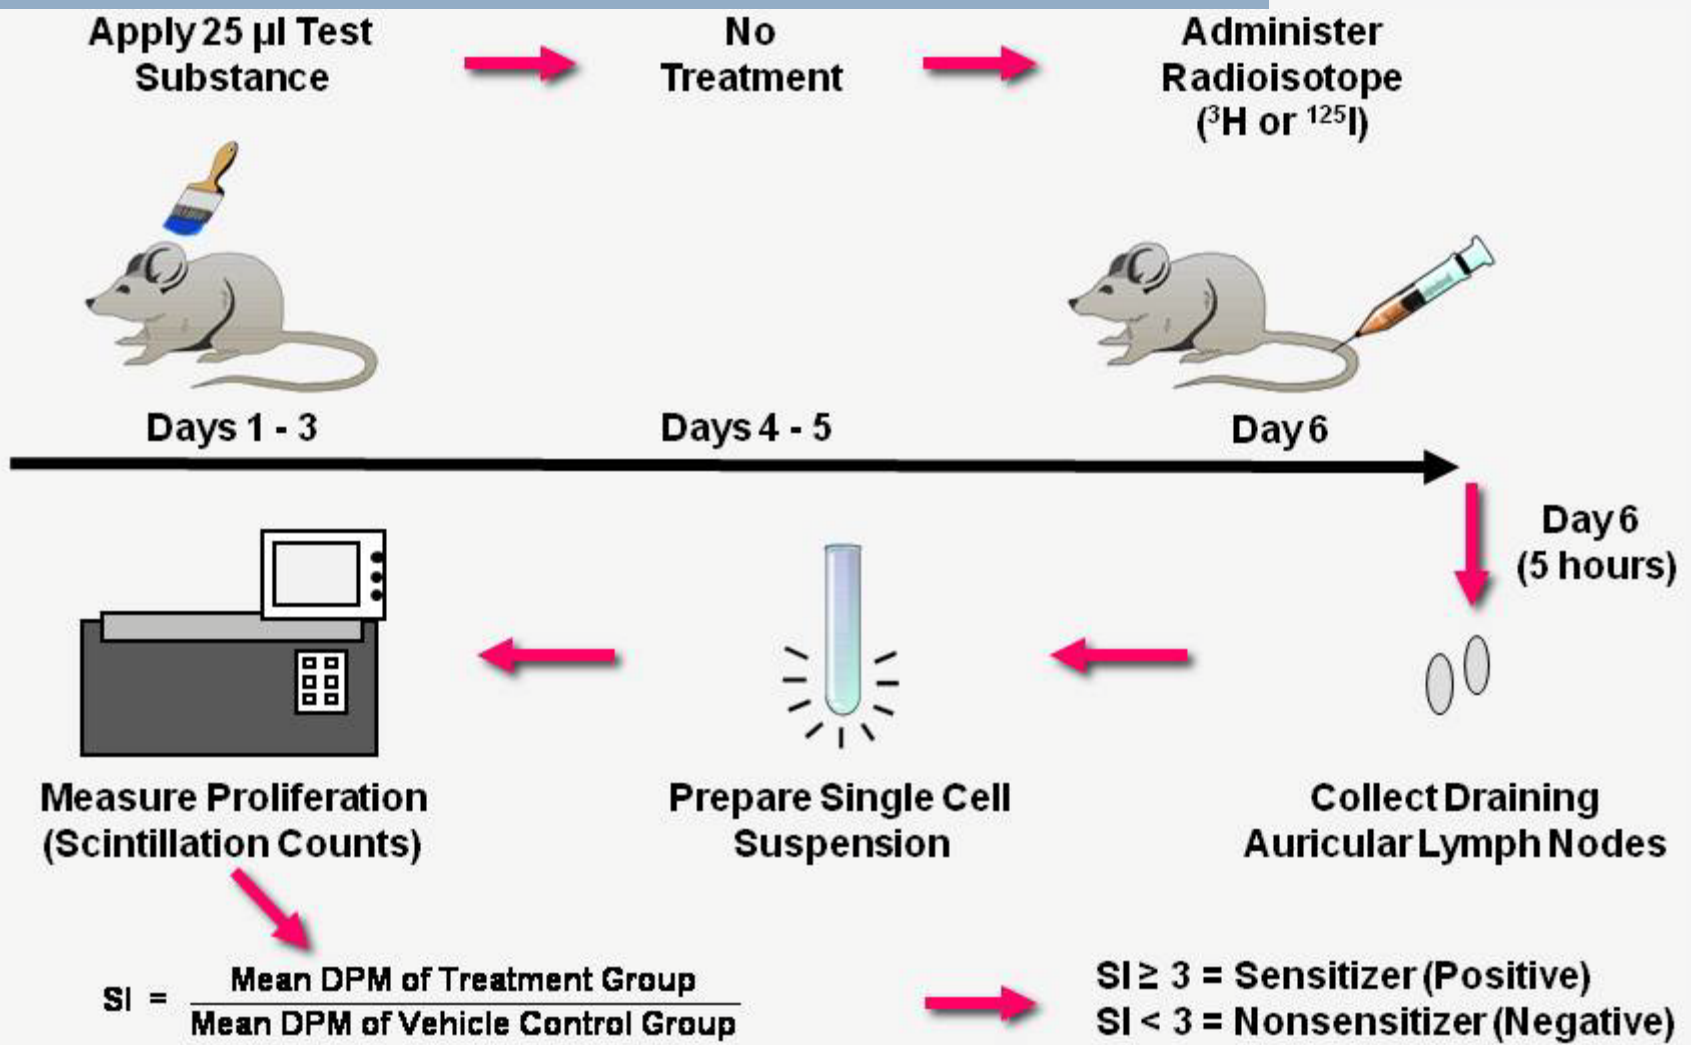 Apply 25 µl Test
Substance
No
Treatment
Administer
Radioisotope
(³H or ¹²⁵I)
Days 1 - 3
Days 4 - 5
Day 6
Day 6
(5 hours)
Measure Proliferation
(Scintillation Counts)
Prepare Single Cell
Suspension
Collect Draining
Auricular Lymph Nodes
SI = Mean DPM of Treatment Group
Mean DPM of Vehicle Control Group
SI ≥ 3 = Sensitizer (Positive)
SI < 3 = Nonsensitizer (Negative)